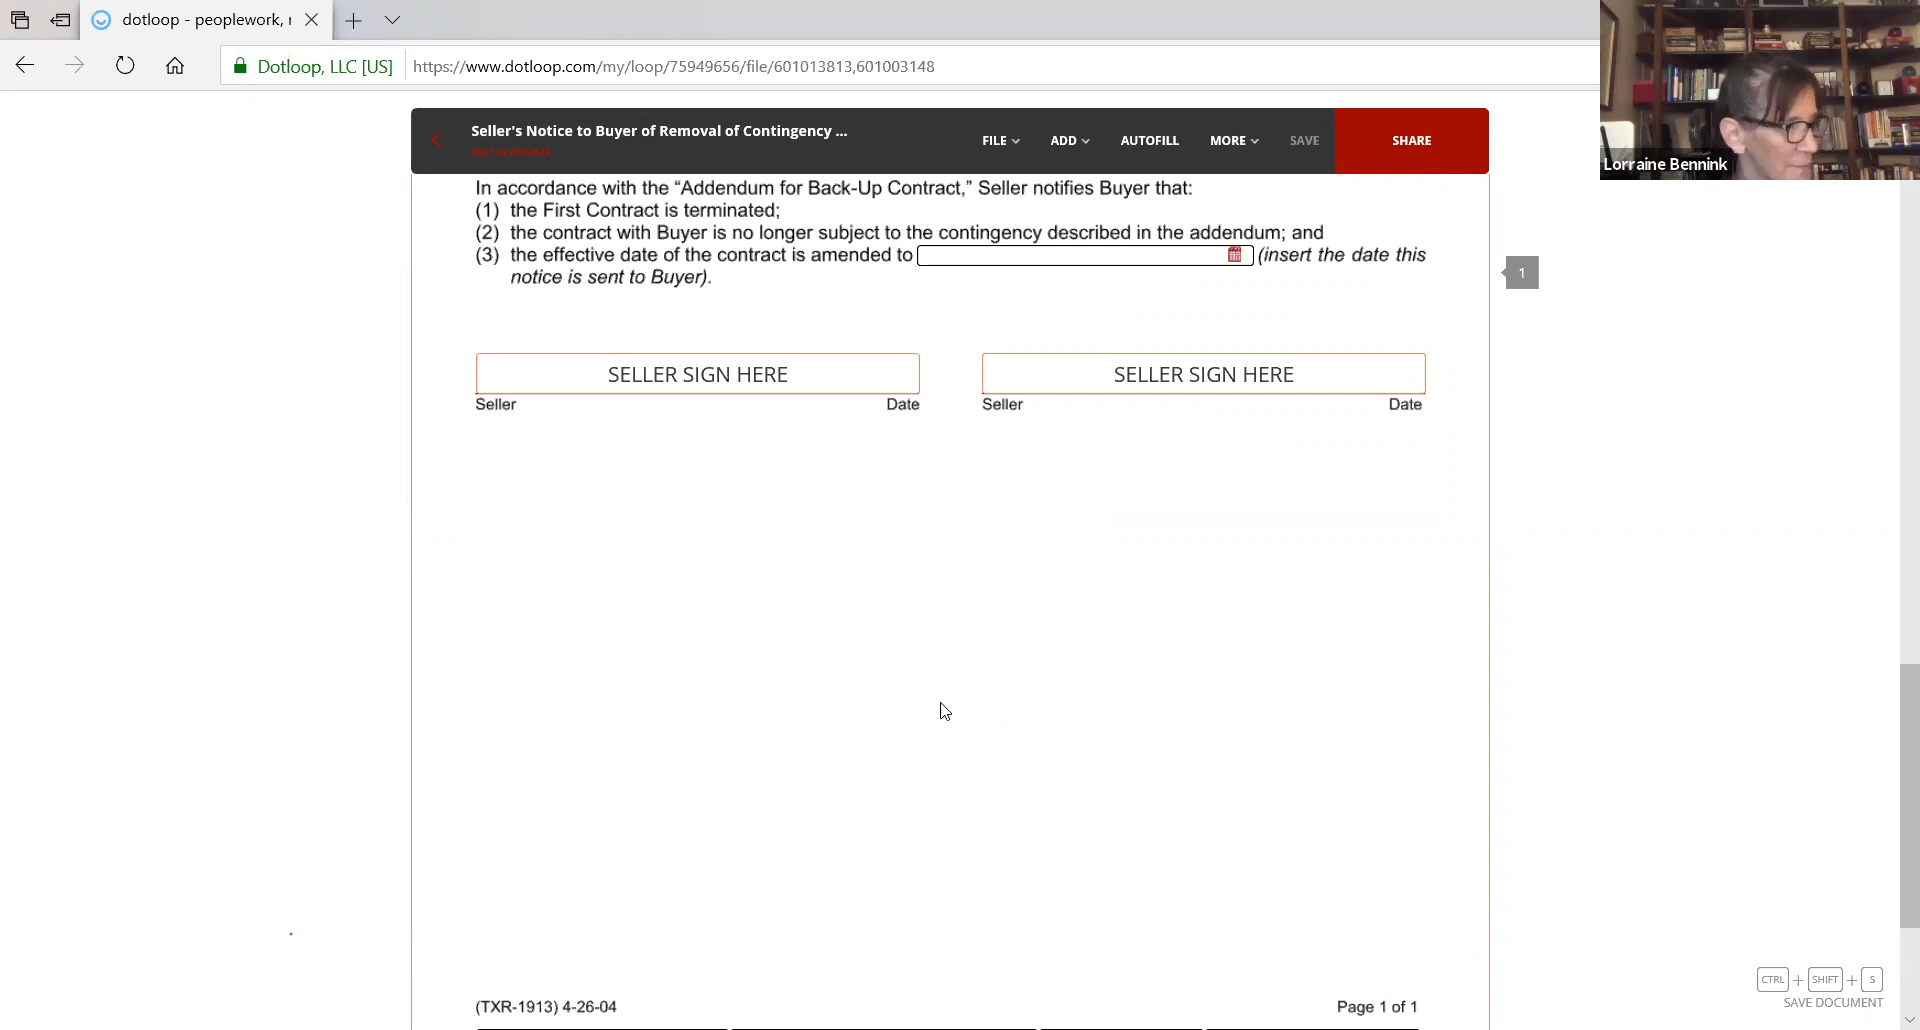 dotloop - peoplework, r
Dotloop, LLC [US] https://www.dotloop.com/my/loop/75949656/file/601013813,601003148
Lorraine Bennink
Seller's Notice to Buyer of Removal of Contingency ...
EDIT IN PRIVATE
FILE ADD AUTOFILL MORE SAVE SHARE
In accordance with the “Addendum for Back-Up Contract,” Seller notifies Buyer that:
(1) the First Contract is terminated;
(2) the contract with Buyer is no longer subject to the contingency described in the addendum; and
(3) the effective date of the contract is amended to (insert the date this
notice is sent to Buyer).
1
SELLER SIGN HERE SELLER SIGN HERE
Seller Date Seller Date
(TXR-1913) 4-26-04 Page 1 of 1
CTRL + SHIFT + S
SAVE DOCUMENT